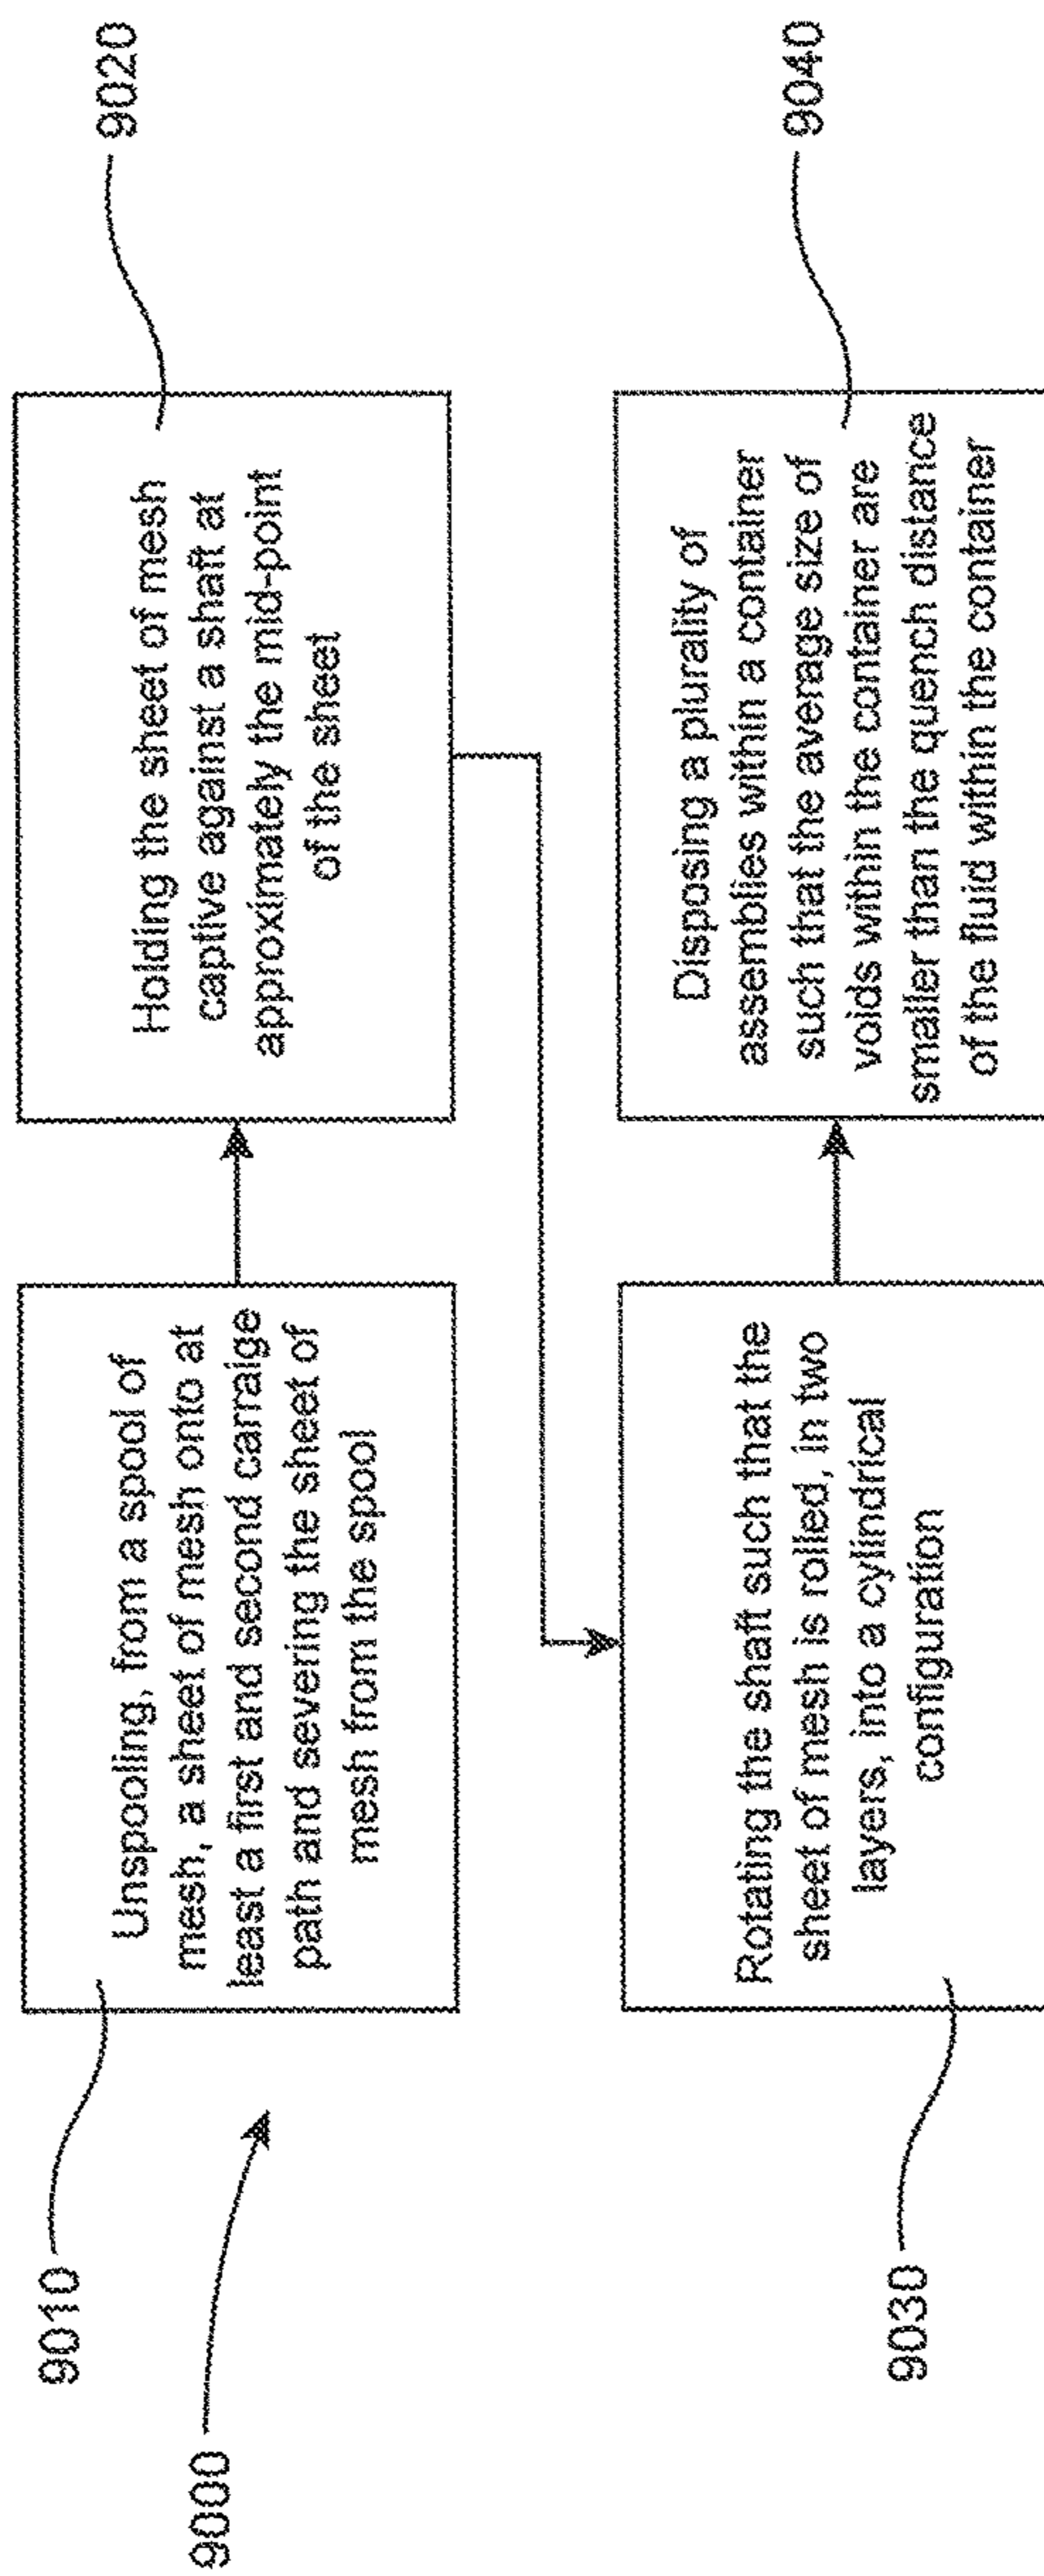 9000
9010
Unspooling, from a spool of
mesh, a sheet of mesh onto at
least a first and second carraige
path and severing the sheet of
mesh from the spool
9020
Holding the sheet of mesh
captive against a shaft at
approximately the mid-point
of the sheet
9030
Rotating the shaft such that the
sheet of mesh is rolled, in two
layers, into a cylindrical
configuration
9040
Disposing a plurality of
assemblies within a container
such that the average size of
voids within the container are
smaller than the quench distance
of the fluid within the container